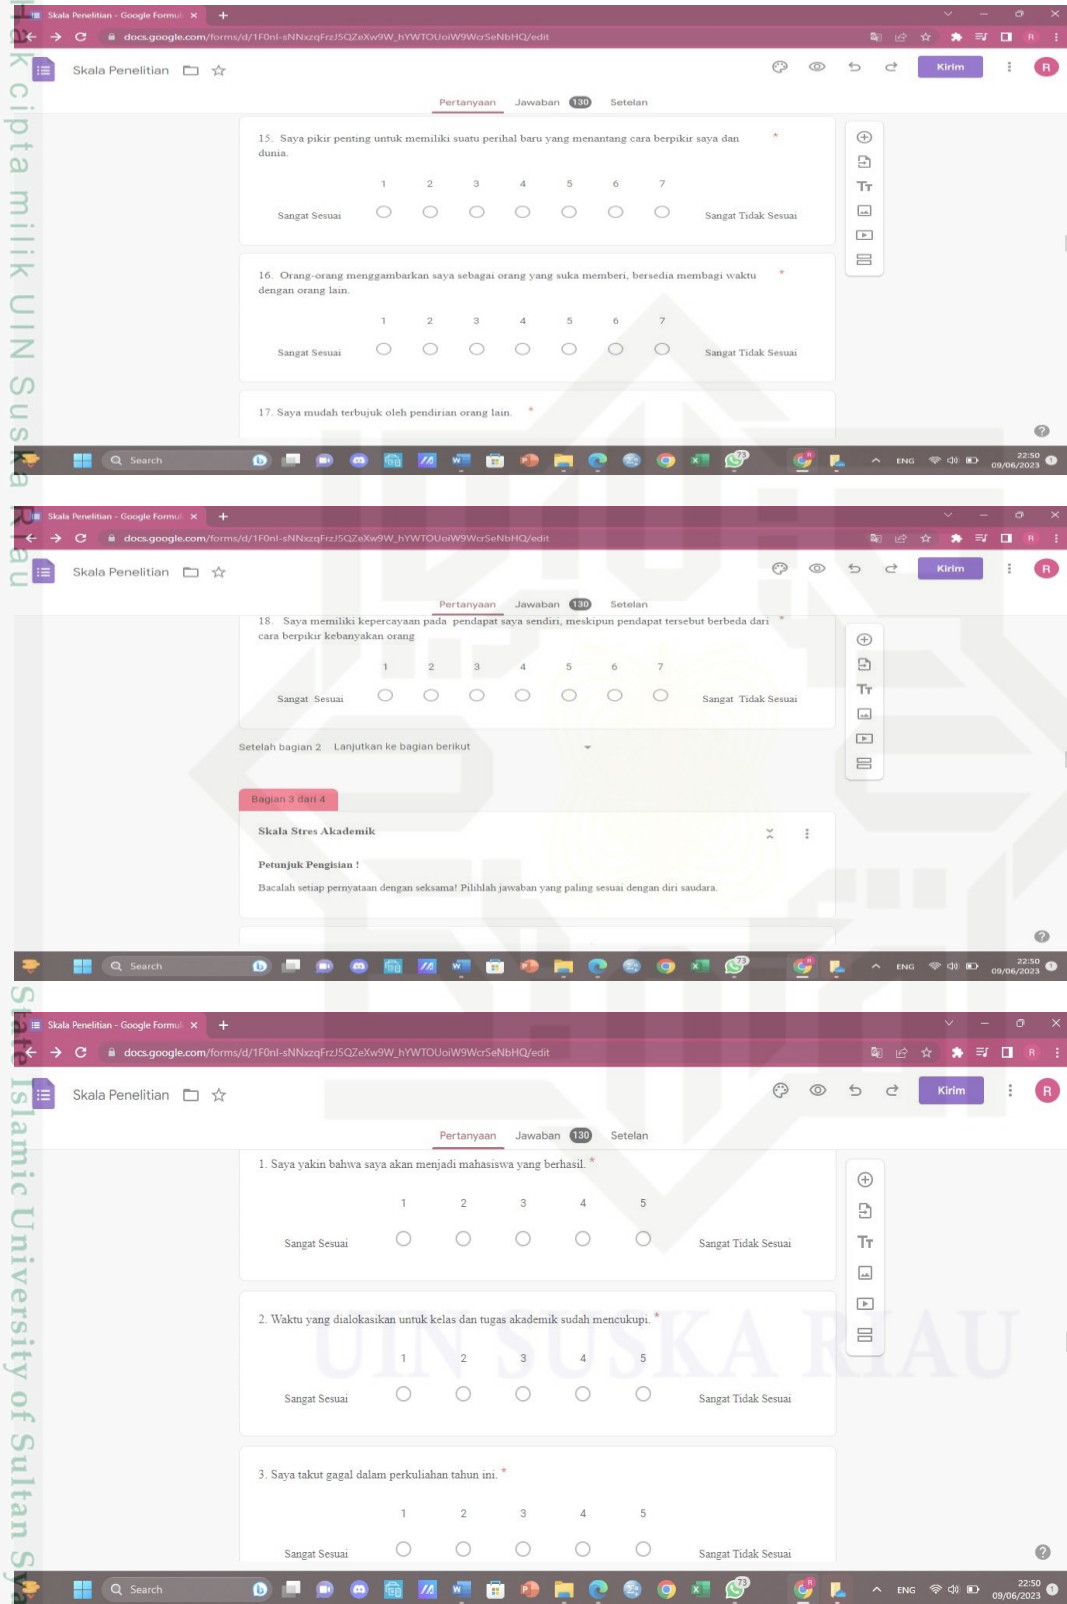 Hak cipta milik UIN Suska Riau
State Islamic University of Sultan Sya
Skala Penelitian - Google Formul
docs.google.com/forms/d/1F0nI-sNNxzqFrzJ5QZeXw9W_hYWTOUoiW9WcrSeNbHQ/edit
Skala Penelitian
Kirim
R
Pertanyaan Jawaban 130 Setelan
15. Saya pikir penting untuk memiliki suatu perihal baru yang menantang cara berpikir saya dan *
dunia.
1 2 3 4 5 6 7
Sangat Sesuai Sangat Tidak Sesuai
16. Orang-orang menggambarkan saya sebagai orang yang suka memberi, bersedia membagi waktu *
dengan orang lain.
1 2 3 4 5 6 7
Sangat Sesuai Sangat Tidak Sesuai
17. Saya mudah terbujuk oleh pendirian orang lain. *
Search 73 ENG 22:50
09/06/2023
Skala Penelitian - Google Formul
docs.google.com/forms/d/1F0nI-sNNxzqFrzJ5QZeXw9W_hYWTOUoiW9WcrSeNbHQ/edit
Skala Penelitian
Kirim
R
Pertanyaan Jawaban 130 Setelan
18. Saya memiliki kepercayaan pada pendapat saya sendiri, meskipun pendapat tersebut berbeda dari *
cara berpikir kebanyakan orang
1 2 3 4 5 6 7
Sangat Sesuai Sangat Tidak Sesuai
Setelah bagian 2 Lanjutkan ke bagian berikut
Bagian 3 dari 4
Skala Stres Akademik
Petunjuk Pengisian !
Bacalah setiap pernyataan dengan seksama! Pilihlah jawaban yang paling sesuai dengan diri saudara.
Search 73 ENG 22:50
09/06/2023
Skala Penelitian - Google Formul
docs.google.com/forms/d/1F0nI-sNNxzqFrzJ5QZeXw9W_hYWTOUoiW9WcrSeNbHQ/edit
Skala Penelitian
Kirim
R
Pertanyaan Jawaban 130 Setelan
1. Saya yakin bahwa saya akan menjadi mahasiswa yang berhasil. *
1 2 3 4 5
Sangat Sesuai Sangat Tidak Sesuai
2. Waktu yang dialokasikan untuk kelas dan tugas akademik sudah mencukupi. *
UIN SUSKA RIAU
1 2 3 4 5
Sangat Sesuai Sangat Tidak Sesuai
3. Saya takut gagal dalam perkuliahan tahun ini. *
1 2 3 4 5
Sangat Sesuai Sangat Tidak Sesuai
Search 73 ENG 22:50
09/06/2023